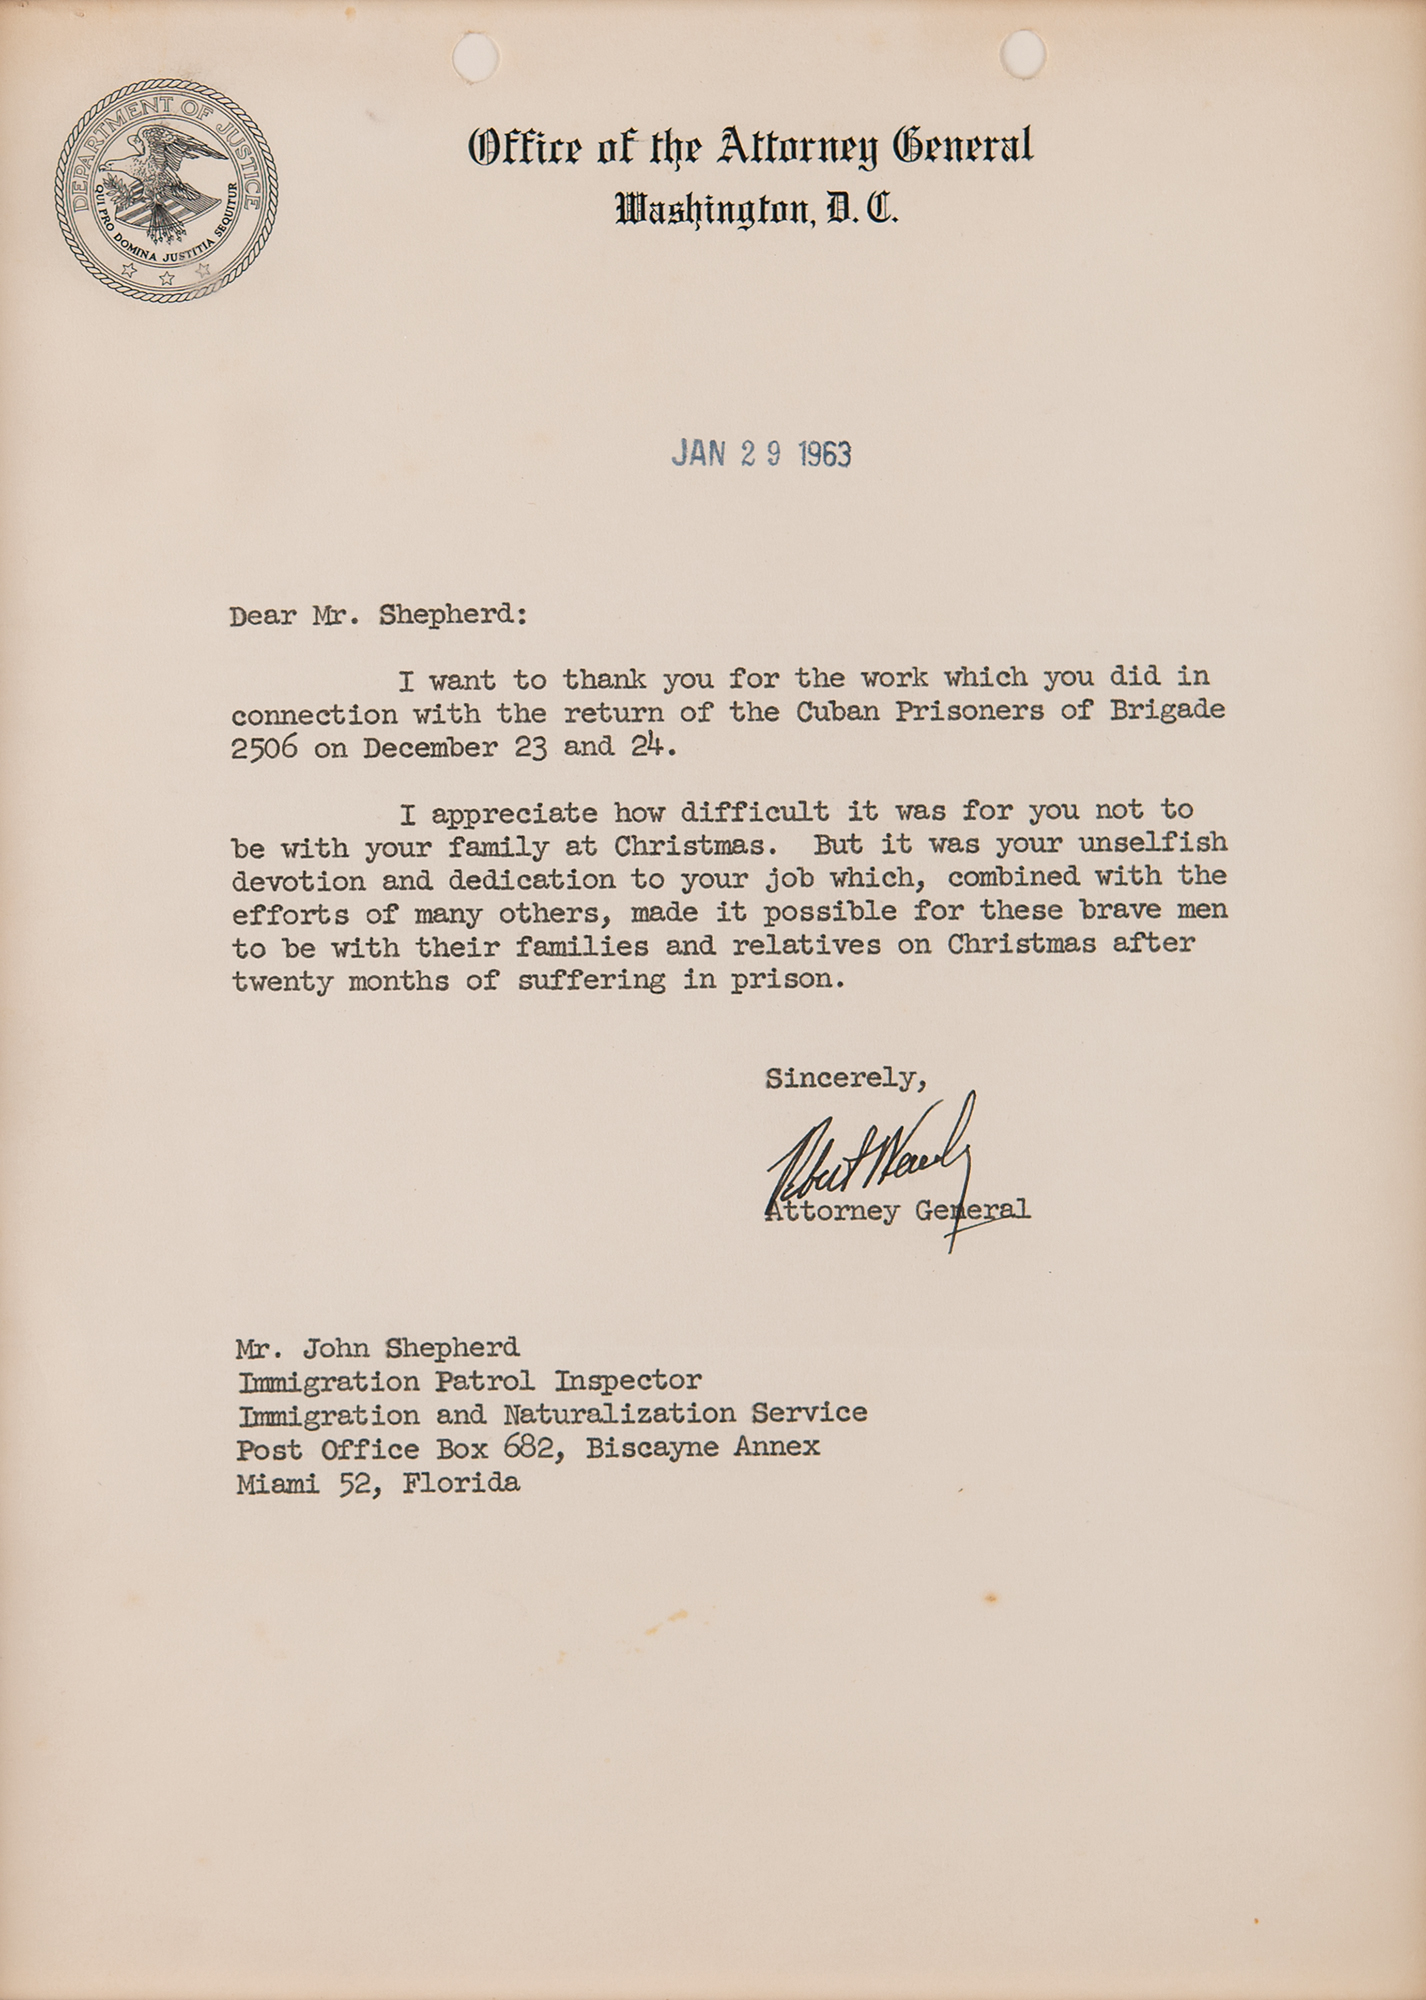 DEPARTMENT OF JUSTICE
QUI PRO DOMINA JUSTITIA SEQUITUR
Office of the Attorney General
Washington, D.C.
JAN 29 1963
Dear Mr. Shepherd:
I want to thank you for the work which you did in
connection with the return of the Cuban Prisoners of Brigade
2506 on December 23 and 24.
I appreciate how difficult it was for you not to
be with your family at Christmas. But it was your unselfish
devotion and dedication to your job which, combined with the
efforts of many others, made it possible for these brave men
to be with their families and relatives on Christmas after
twenty months of suffering in prison.
Sincerely,
Robert Kennedy
Attorney General
Mr. John Shepherd
Immigration Patrol Inspector
Immigration and Naturalization Service
Post Office Box 682, Biscayne Annex
Miami 52, Florida